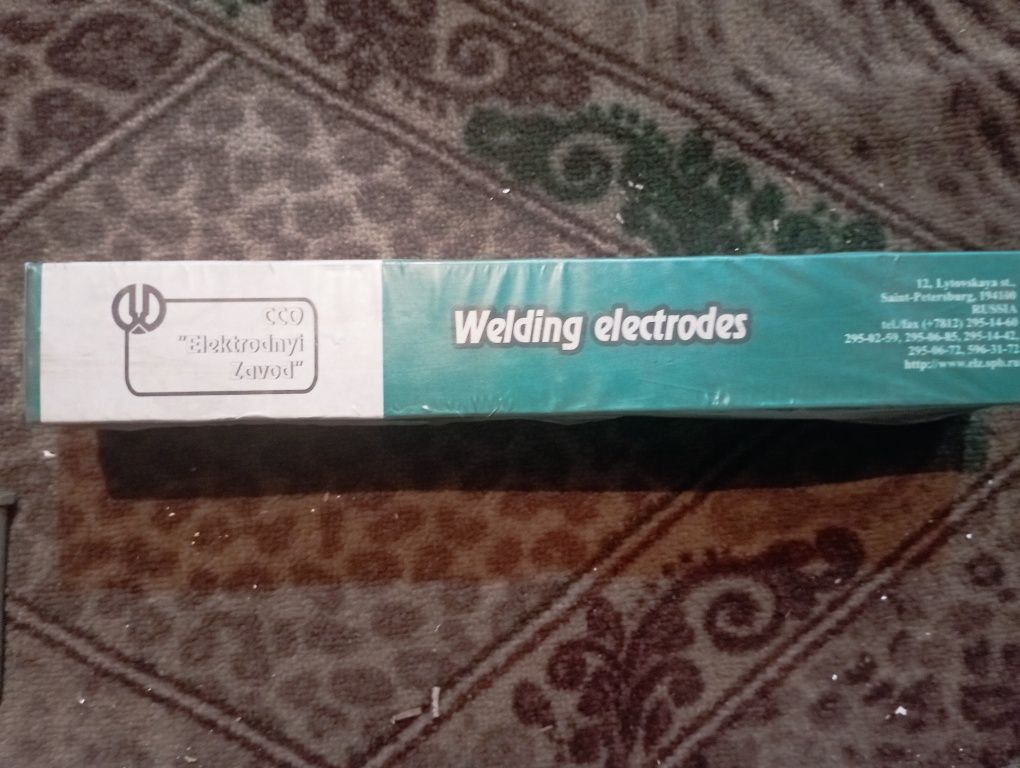 ССО
"Elektrodnyi
Zavod"
Welding electrodes
12, Lytovskaya st.,
Saint-Petersburg, 194100
RUSSIA
tel./fax (+7812) 295-14-60
295-02-59, 295-06-85, 295-14-42,
295-06-72, 596-31-72
http://www.elz.spb.ru